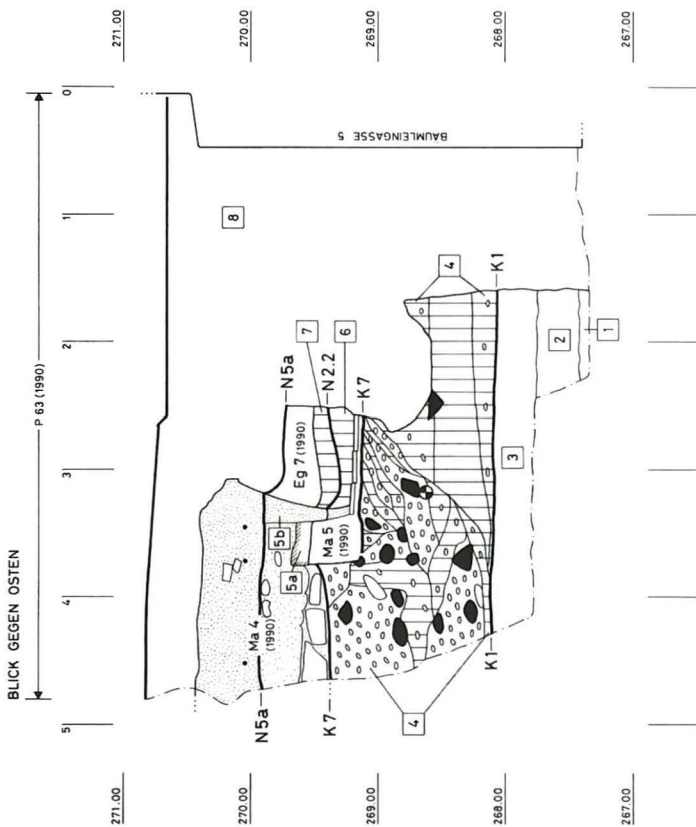 BLICK GEGEN OSTEN
P 63 (1990)
5
4
3
2
1
0
271.00
271.00
270.00
270.00
269.00
269.00
268.00
268.00
267.00
267.00
8
BÄUMLEINGASSE 5
N5a
Ma 4
(1990)
N5a
5b
5a
Eg 7 (1990)
7
N2.2
6
Ma 5
(1990)
K7
K7
4
4
K1
K1
3
2
1